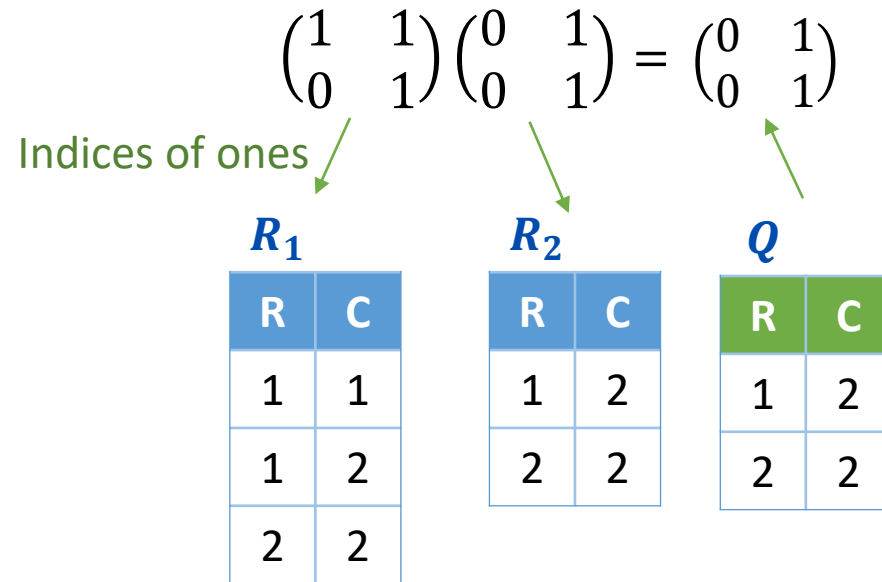 (1 1) (0 1) = (0 1)
(0 1) (0 1)   (0 1)
Indices of ones
R₁ R₂ Q
R C R C R C
1 1 1 2 1 2
1 2 2 2 2 2
2 2